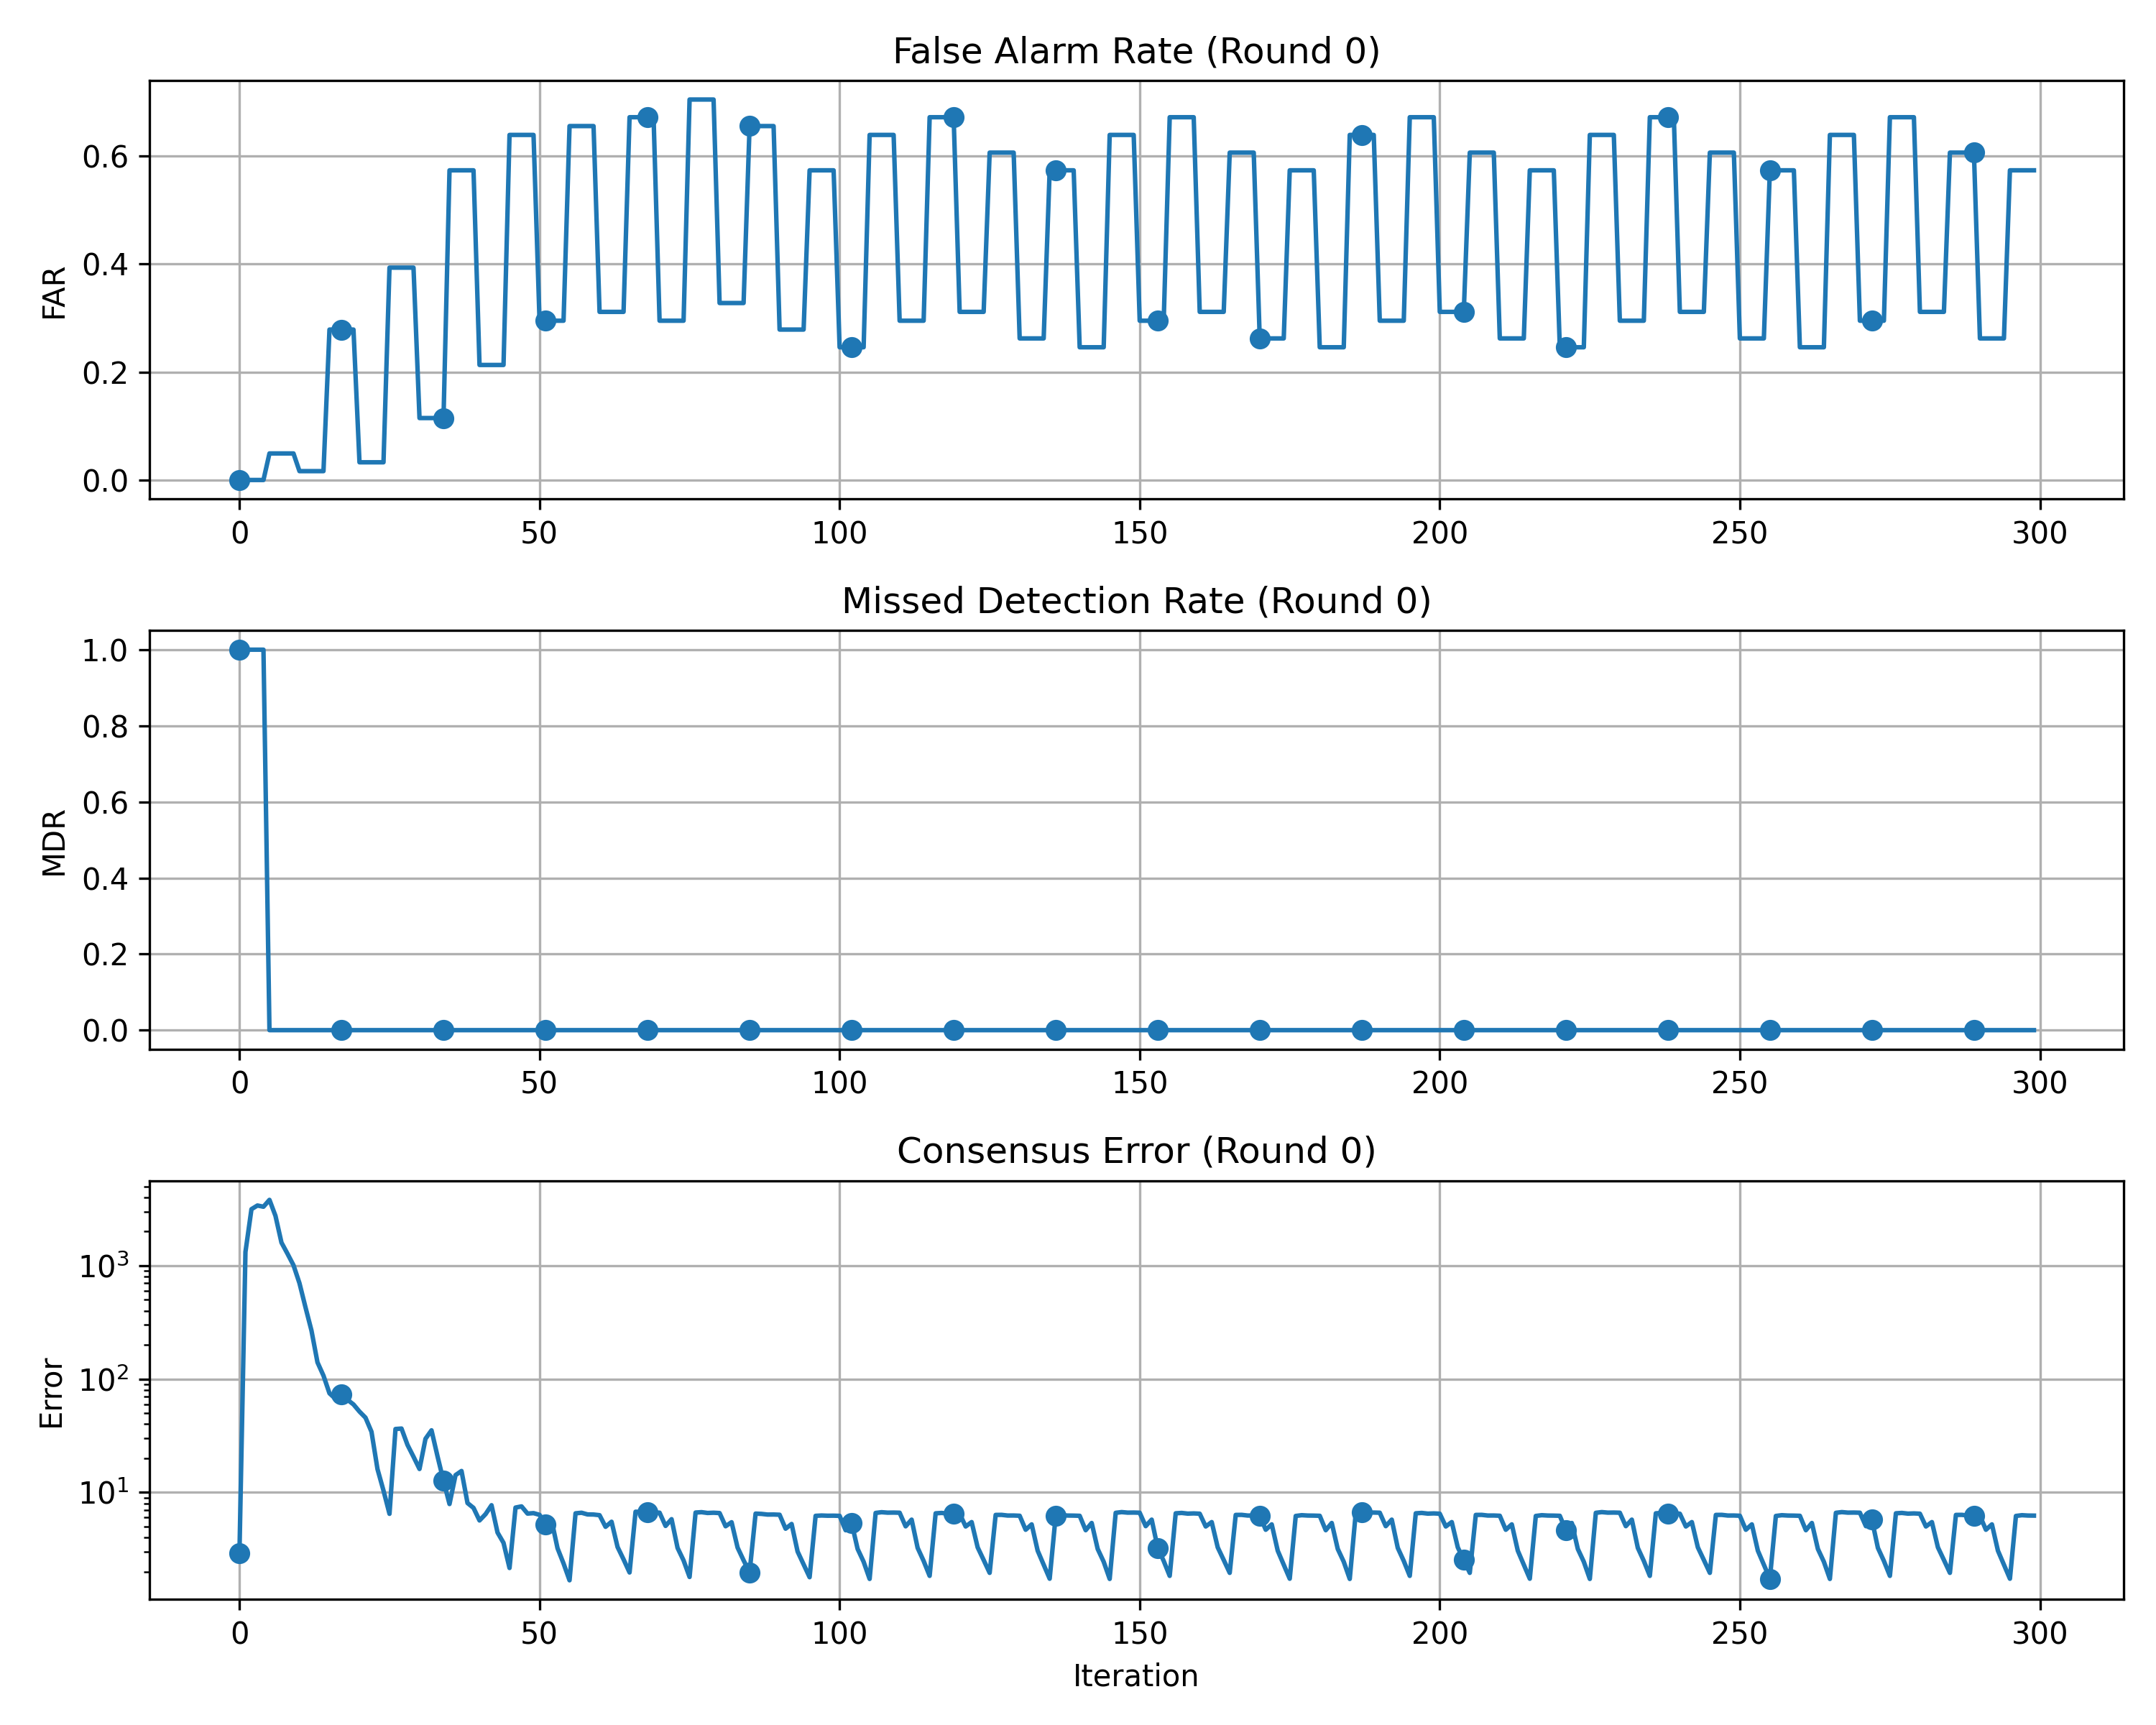 False Alarm Rate (Round 0)
FAR
0.6
0.4
0.2
0.0
0 50 100 150 200 250 300
Missed Detection Rate (Round 0)
MDR
1.0
0.8
0.6
0.4
0.2
0.0
0 50 100 150 200 250 300
Consensus Error (Round 0)
Error
10³
10²
10¹
0 50 100 150 200 250 300
Iteration